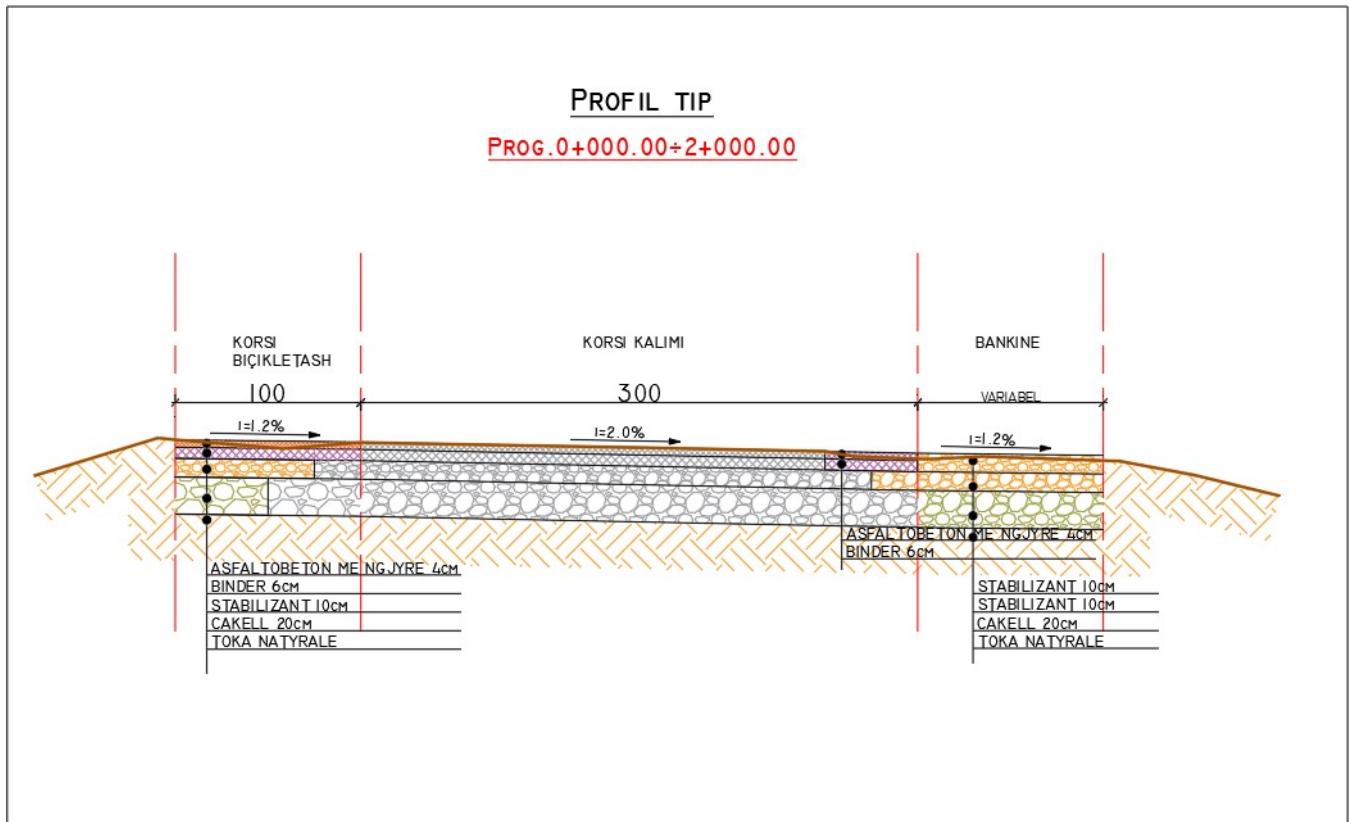 PROFIL TIP
PROG.0+000.00÷2+000.00
KORSI
BIÇIKLETASH
KORSI KALIMI
BANKINE
100
300
VARIABEL
I=1.2%
I=2.0%
I=1.2%
ASFALTOBETON ME NGJYRE 4CM
BINDER 6CM
ASFALTOBETON ME NGJYRE 4CM
BINDER 6CM
STABILIZANT 10CM
CAKELL 20CM
TOKA NATYRALE
STABILIZANT 10CM
STABILIZANT 10CM
CAKELL 20CM
TOKA NATYRALE